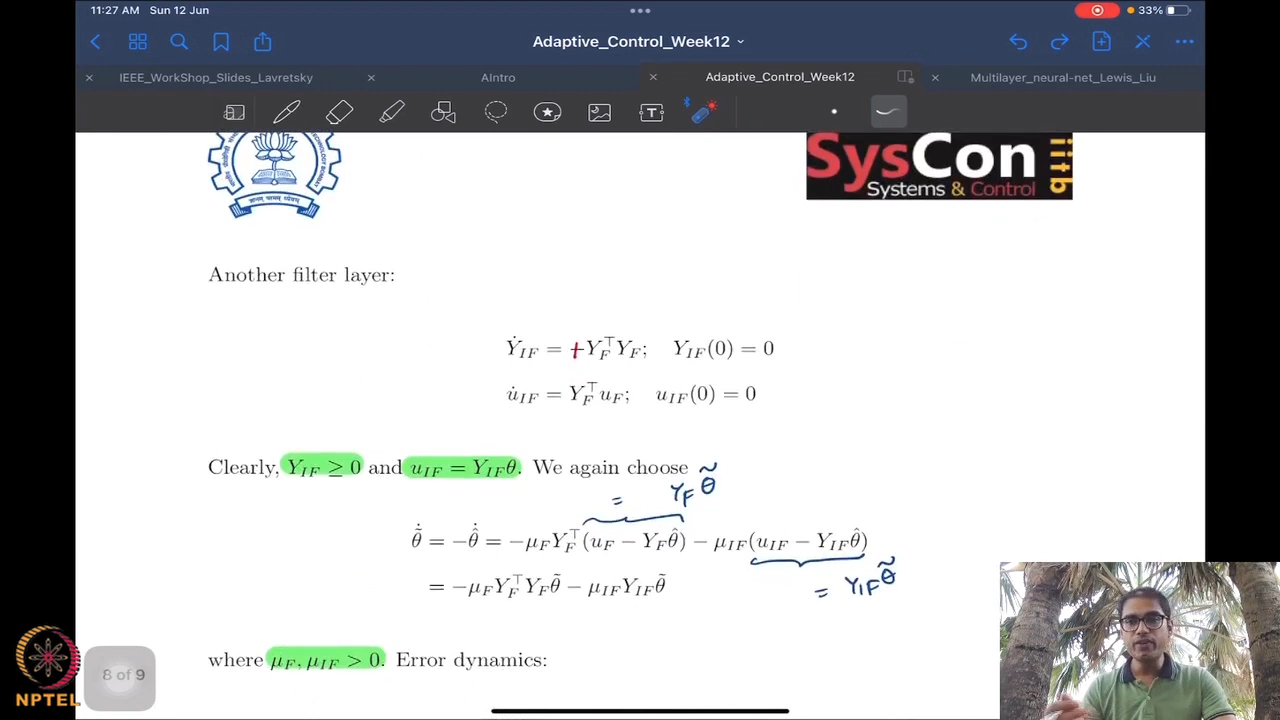 11:27 AM Sun 12 Jun
33%
Adaptive_Control_Week12
IEEE_WorkShop_Slides_Lavretsky
AIntro
Adaptive_Control_Week12
Multilayer_neural-net_Lewis_Liu
SysCon iitb
Systems & Control
Another filter layer:
Ẏ_IF = +Y_F^⊤ Y_F; Y_IF(0) = 0
u̇_IF = Y_F^⊤ u_F; u_IF(0) = 0
Clearly, Y_IF ≥ 0 and u_IF = Y_IF θ. We again choose
= Y_F θ̃
θ̃̇ = −θ̂̇ = −μ_F Y_F^⊤ (u_F − Y_F θ̂) − μ_IF (u_IF − Y_IF θ̂)
= Y_IF θ̃
= −μ_F Y_F^⊤ Y_F θ̃ − μ_IF Y_IF θ̃
where μ_F, μ_IF > 0. Error dynamics:
8 of 9
NPTEL